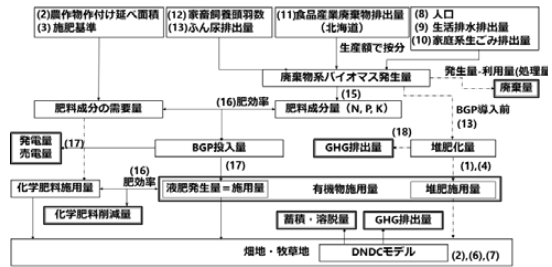 (2)農作物作付け延べ面積
(3)施肥基準
(12)家畜飼養頭羽数
(13)ふん尿排出量
(11)食品産業廃棄物排出量
(北海道)
(8)人口
(9)生活排水排出量
(10)家庭系生ごみ排出量
生産額で按分
廃棄物系バイオマス発生量
発生量-利用量(処理量
廃棄量
(15)
BGP導入前
(13)
肥料成分の需要量
(16)肥効率
肥料成分量(N, P, K)
発電量
売電量
(17)
BGP投入量
GHG排出量
(18)
堆肥化量
(16)
肥効率
(17)
(1),(4)
化学肥料施用量
液肥発生量=施用量
有機物施用量
堆肥施用量
化学肥料削減量
蓄積・溶脱量
GHG排出量
畑地・牧草地
DNDCモデル
(2),(6),(7)